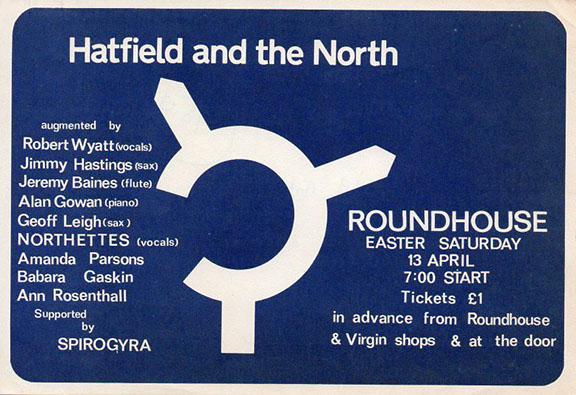 Hatfield and the North
augmented by
Robert Wyatt (vocals)
Jimmy Hastings (sax)
Jeremy Baines (flute)
Alan Gowan (piano)
Geoff Leigh (sax)
NORTHETTES (vocals)
Amanda Parsons
Babara Gaskin
Ann Rosenthall
Supported
by
SPIROGYRA
ROUNDHOUSE
EASTER SATURDAY
13 APRIL
7:00 START
Tickets £1
in advance from Roundhouse
& Virgin shops & at the door